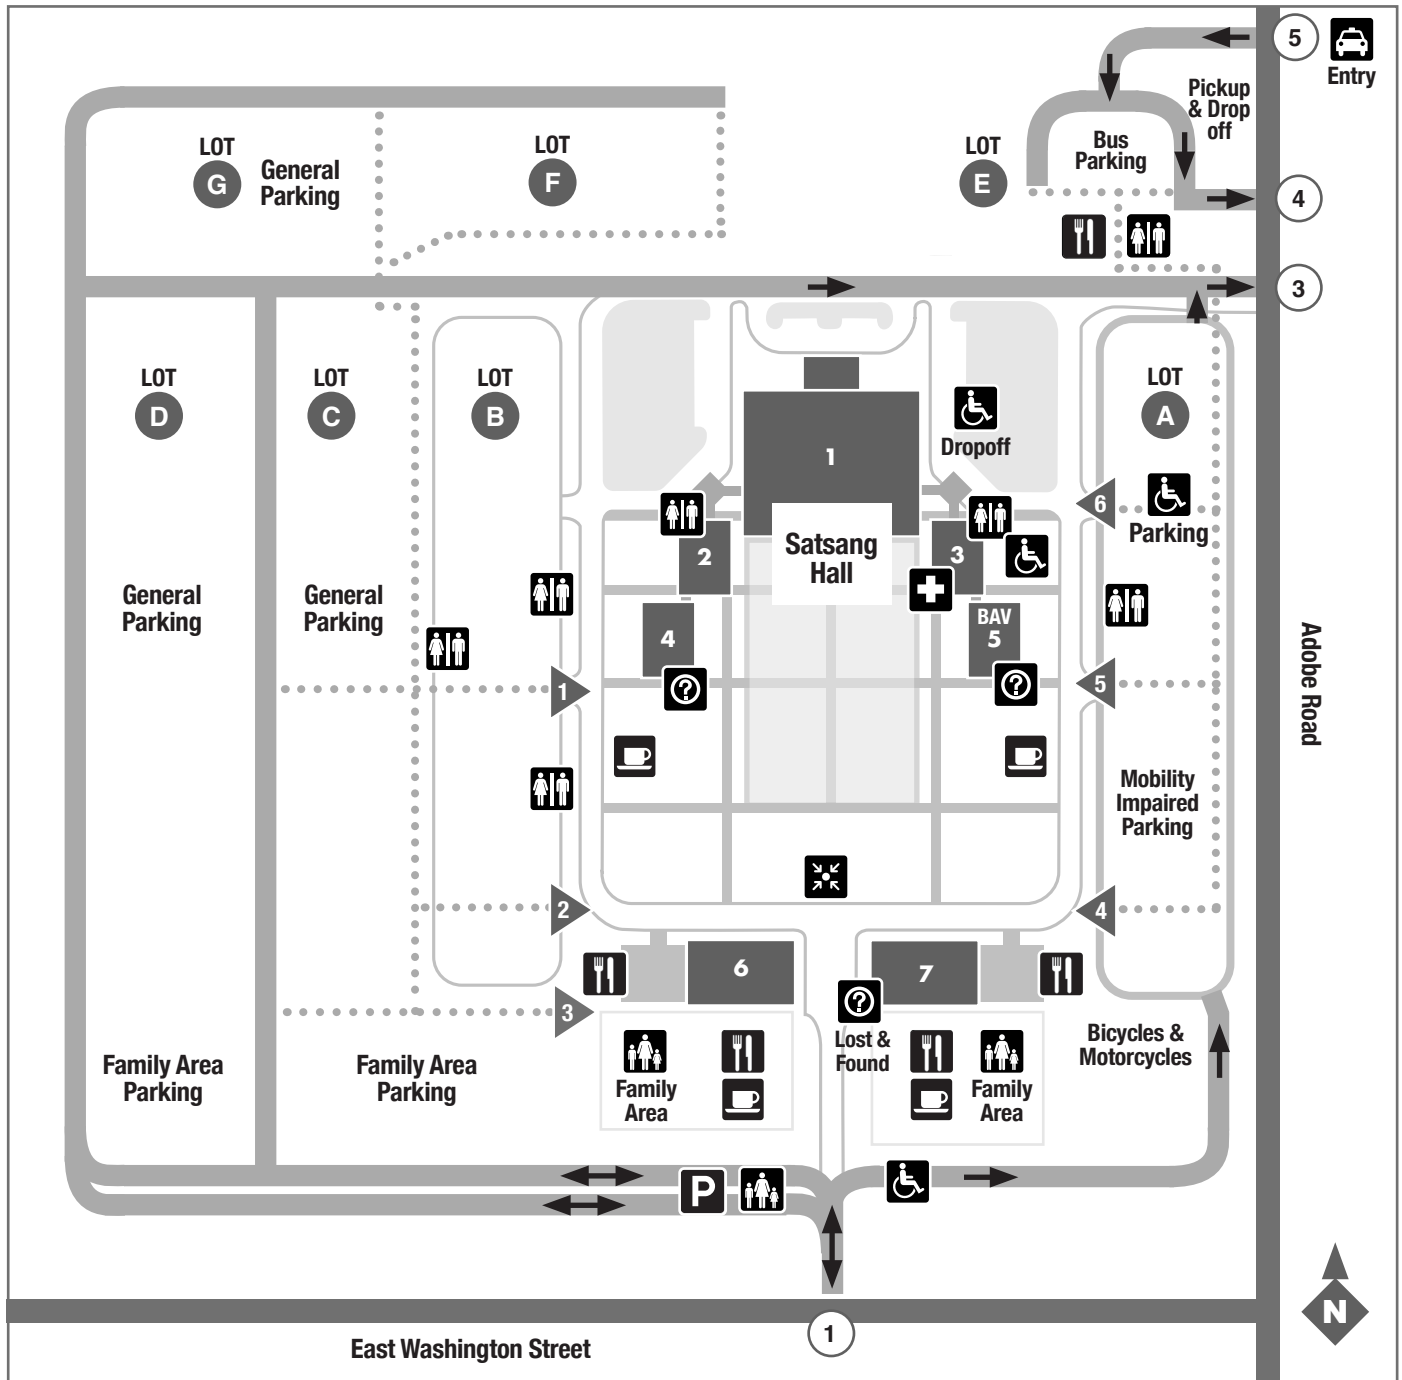 5
Entry
Pickup
& Drop
off
LOT
G
General
Parking
LOT
F
LOT
E
Bus
Parking
4
3
LOT
D
LOT
C
LOT
B
1
Dropoff
LOT
A
6
Parking
Satsang
Hall
2
3
General
Parking
General
Parking
4
BAV
5
?
?
1
5
Adobe Road
Mobility
Impaired
Parking
2
4
6
7
3
?
Lost &
Found
Bicycles &
Motorcycles
Family Area
Parking
Family Area
Parking
Family
Area
Family
Area
P
N
1
East Washington Street